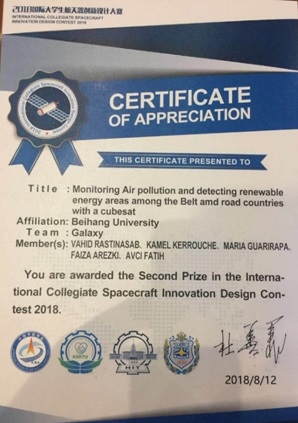 2018国际大学生航天器创新设计大赛
INTERNATIONAL COLLEGIATE SPACECRAFT
INNOVATION DESIGN CONTEST 2018
CERTIFICATE
OF APPRECIATION
THIS CERTIFICATE PRESENTED TO
Title : Monitoring Air pollution and detecting renewable
energy areas among the Belt amd road countries
with a cubesat
Affiliation: Beihang University
Team : Galaxy
Member(s): VAHID RASTINASAB. KAMEL KERROUCHE. MARIA GUARIRAPA.
FAIZA AREZKI. AVCI FATIH
You are awarded the Second Prize in the Interna-
tional Collegiate Spacecraft Innovation Design Con-
test 2018.
HIT
2018/8/12